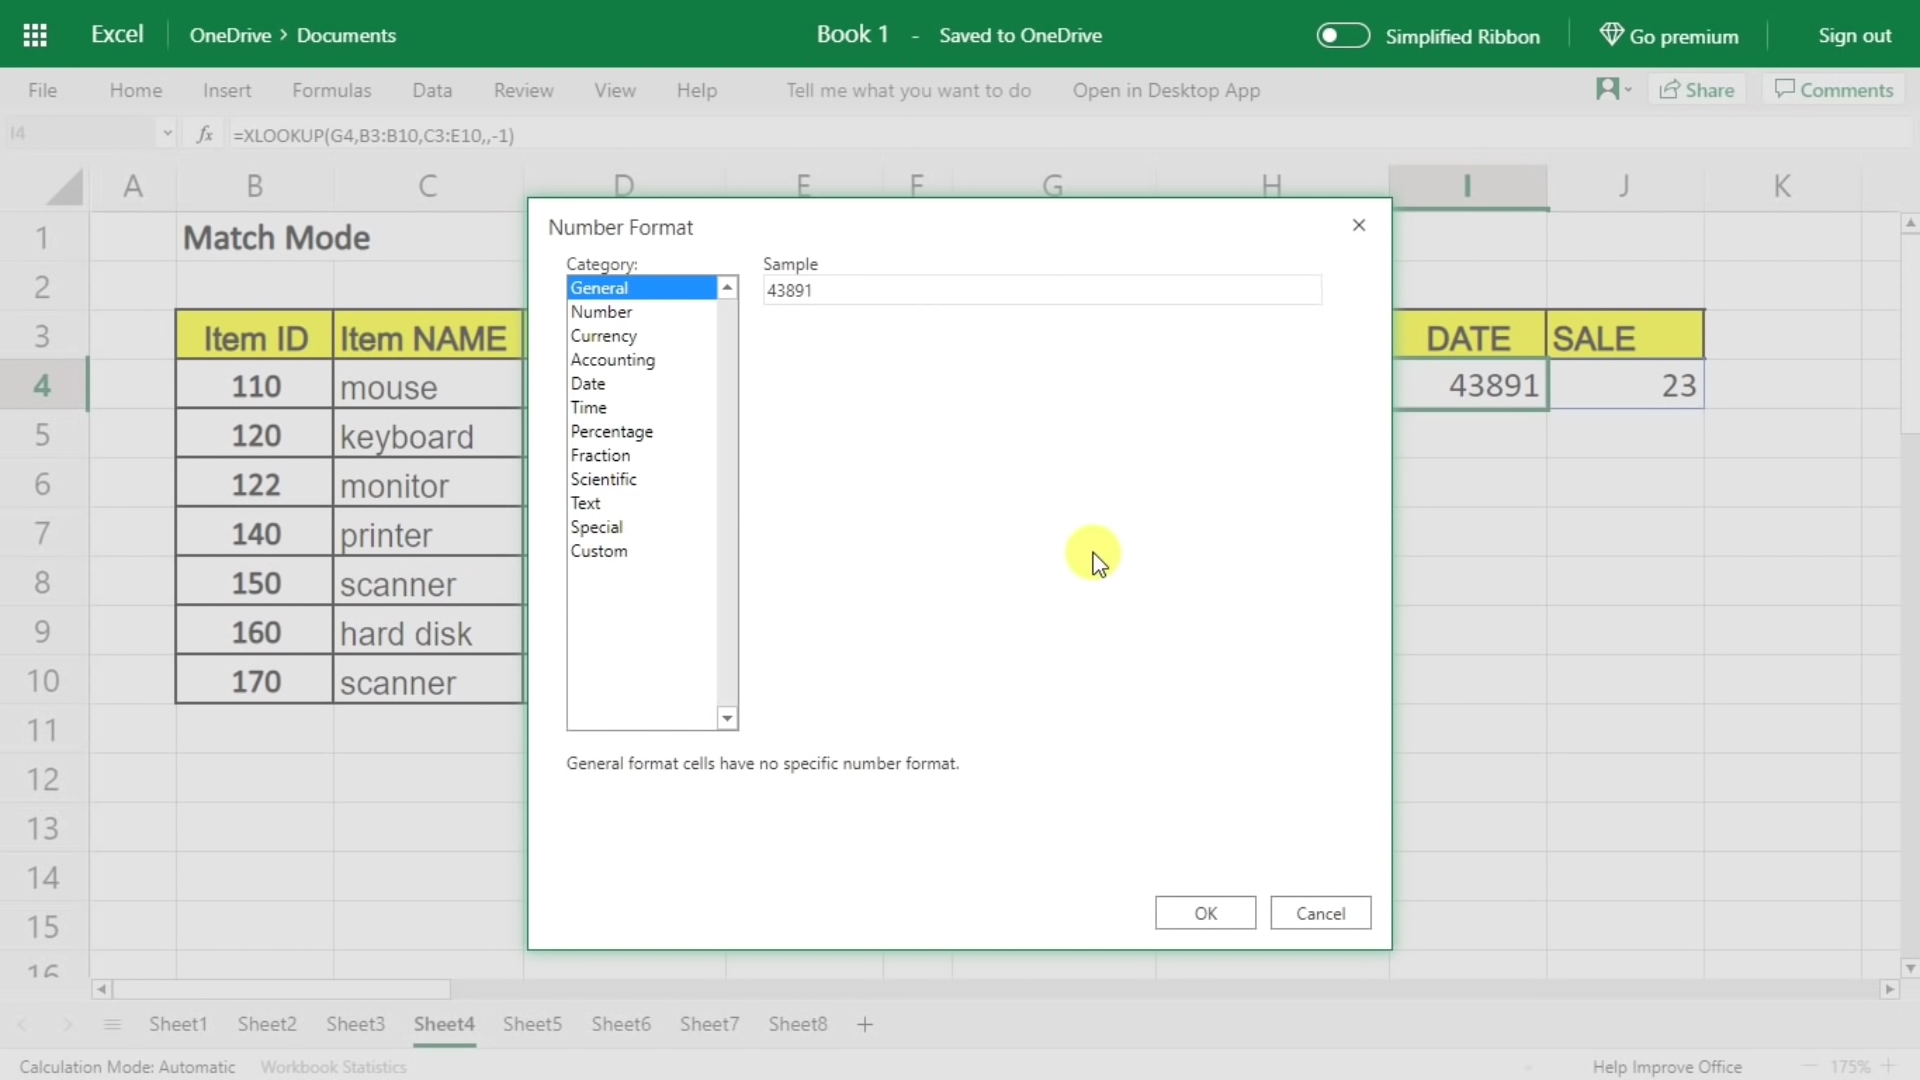 Excel OneDrive > Documents Book 1 - Saved to OneDrive Simplified Ribbon Go premium Sign out
File Home Insert Formulas Data Review View Help Tell me what you want to do Open in Desktop App Share Comments
I4 fx =XLOOKUP(G4,B3:B10,C3:E10,,-1)
A B C D E F G H I J K
Number Format
1 Match Mode
Category: Sample
General 43891
Number
Currency
Accounting
Date
Time
Percentage
Fraction
Scientific
Text
Special
Custom
General format cells have no specific number format.
OK Cancel
2
3 Item ID Item NAME DATE SALE
4 110 mouse 43891 23
5 120 keyboard
6 122 monitor
7 140 printer
8 150 scanner
9 160 hard disk
10 170 scanner
11
12
13
14
15
16
Sheet1 Sheet2 Sheet3 Sheet4 Sheet5 Sheet6 Sheet7 Sheet8 +
Calculation Mode: Automatic Workbook Statistics Help Improve Office — 175% +